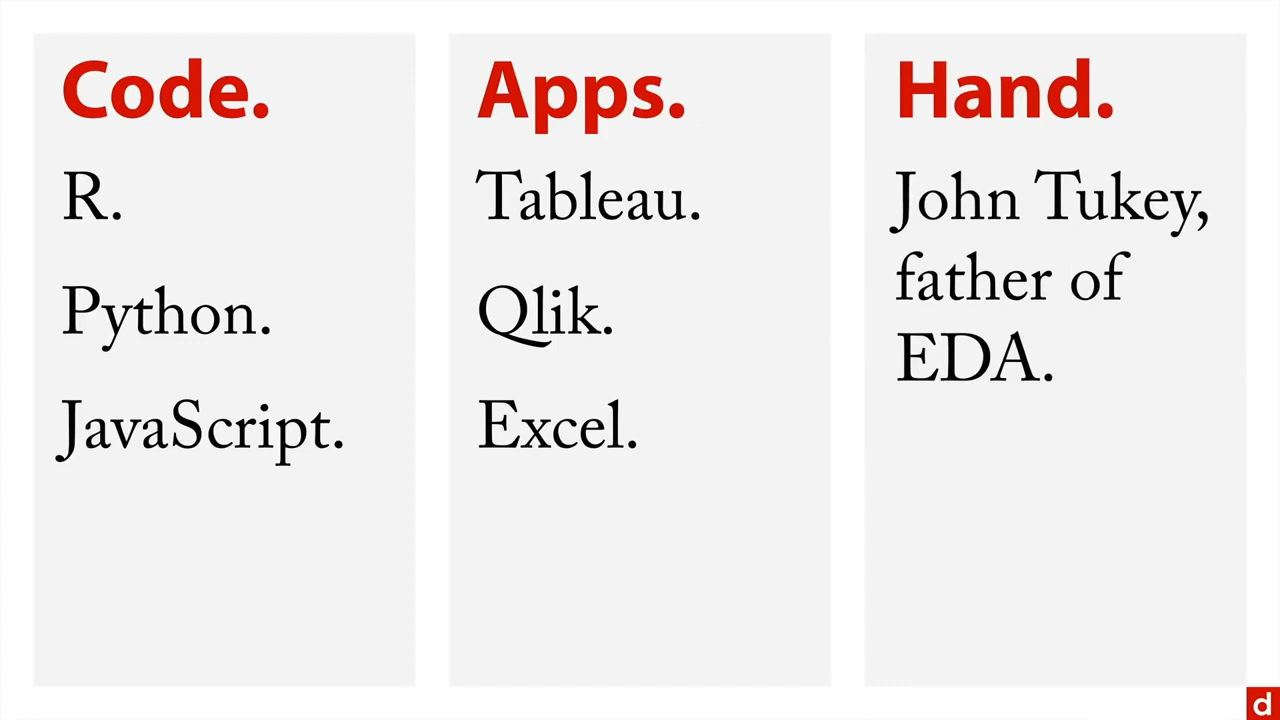 Code.
R.
Python.
JavaScript.
Apps.
Tableau.
Qlik.
Excel.
Hand.
John Tukey,
father of
EDA.
d